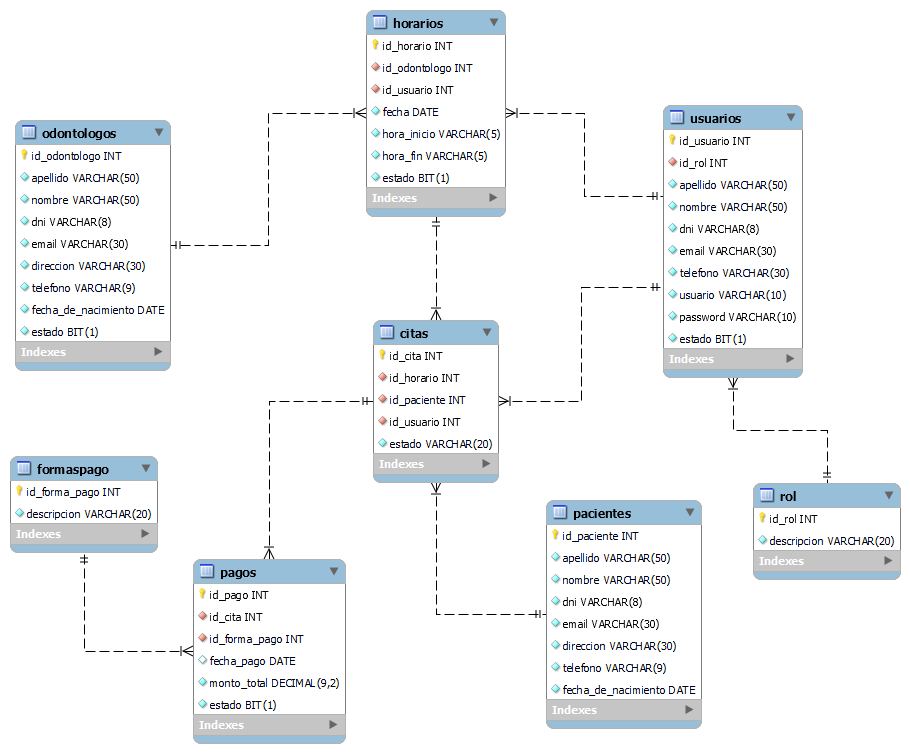 horarios
id_horario INT
id_odontologo INT
id_usuario INT
fecha DATE
hora_inicio VARCHAR(5)
hora_fin VARCHAR(5)
estado BIT(1)
Indexes
odontologos
id_odontologo INT
apellido VARCHAR(50)
nombre VARCHAR(50)
dni VARCHAR(8)
email VARCHAR(30)
direccion VARCHAR(30)
telefono VARCHAR(9)
fecha_de_nacimiento DATE
estado BIT(1)
Indexes
usuarios
id_usuario INT
id_rol INT
apellido VARCHAR(50)
nombre VARCHAR(50)
dni VARCHAR(8)
email VARCHAR(30)
telefono VARCHAR(30)
usuario VARCHAR(10)
password VARCHAR(10)
estado BIT(1)
Indexes
citas
id_cita INT
id_horario INT
id_paciente INT
id_usuario INT
estado VARCHAR(20)
Indexes
formaspago
id_forma_pago INT
descripcion VARCHAR(20)
Indexes
rol
id_rol INT
descripcion VARCHAR(20)
Indexes
pacientes
id_paciente INT
apellido VARCHAR(50)
nombre VARCHAR(50)
dni VARCHAR(8)
email VARCHAR(30)
direccion VARCHAR(30)
telefono VARCHAR(9)
fecha_de_nacimiento DATE
Indexes
pagos
id_pago INT
id_cita INT
id_forma_pago INT
fecha_pago DATE
monto_total DECIMAL(9,2)
estado BIT(1)
Indexes